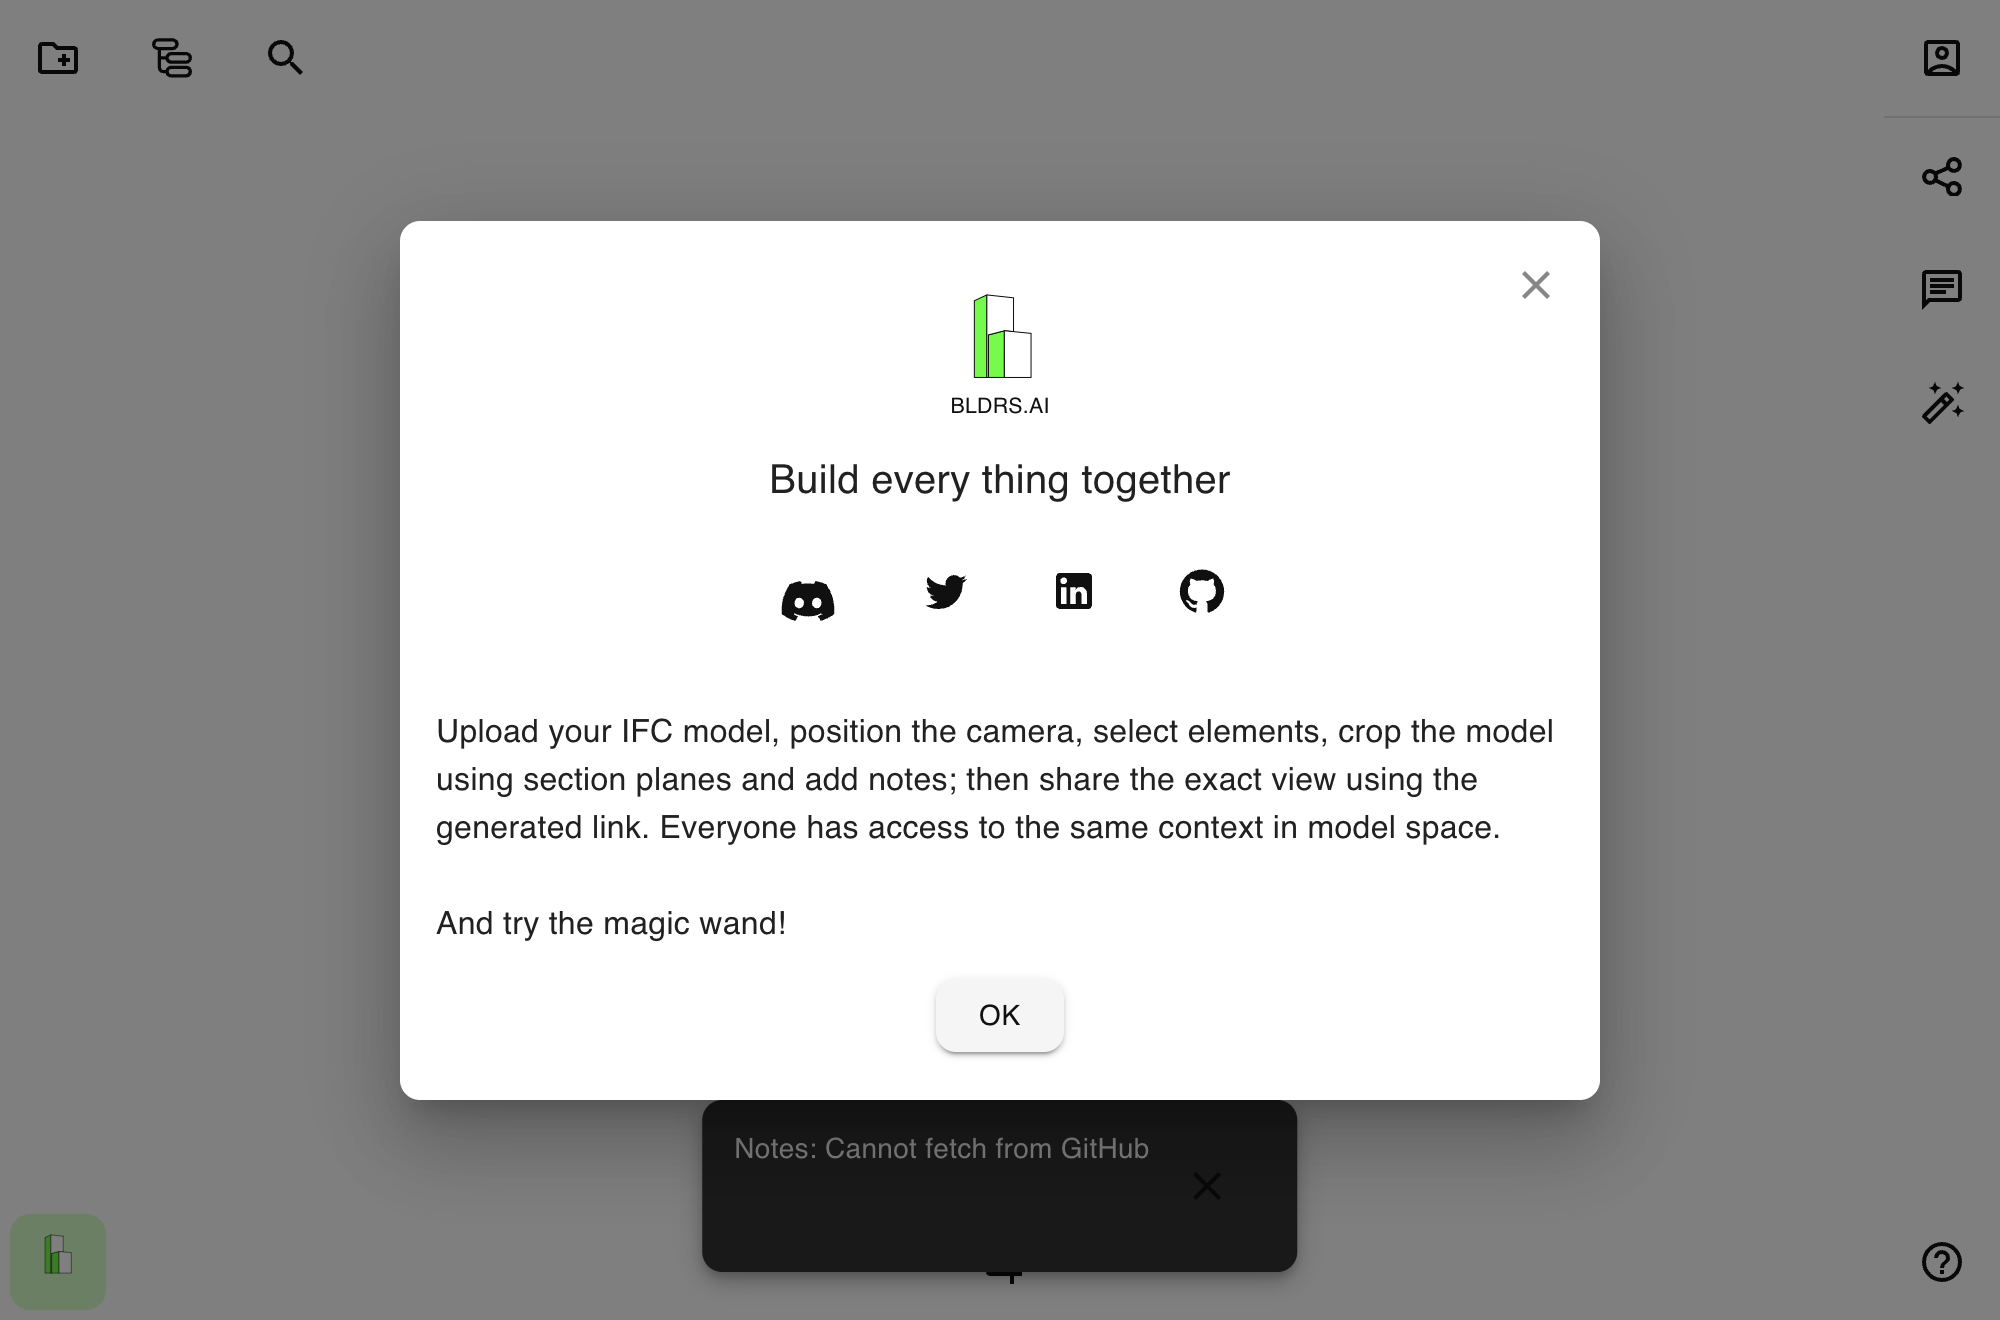 BLDRS.AI
Build every thing together
Upload your IFC model, position the camera, select elements, crop the model
using section planes and add notes; then share the exact view using the
generated link. Everyone has access to the same context in model space.
And try the magic wand!
OK
Notes: Cannot fetch from GitHub